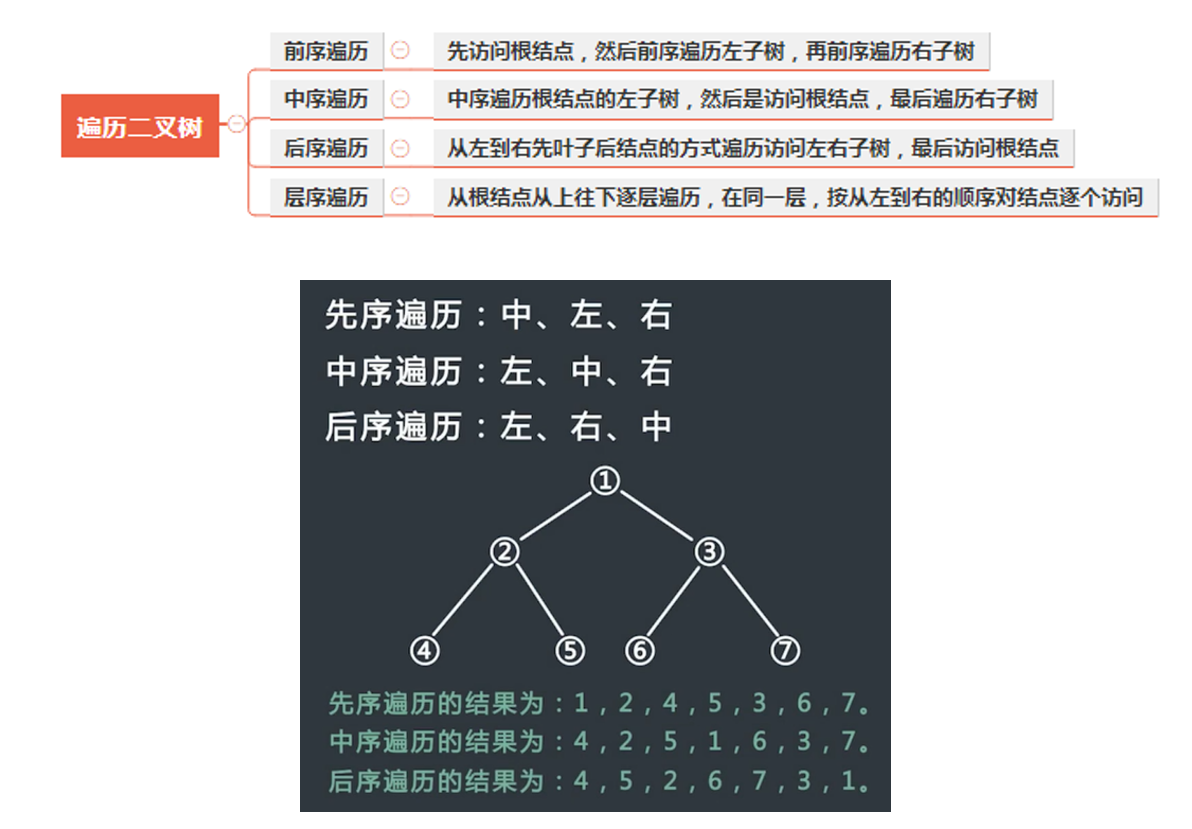 前序遍历 先访问根结点，然后前序遍历左子树，再前序遍历右子树
中序遍历 中序遍历根结点的左子树，然后是访问根结点，最后遍历右子树
遍历二叉树
后序遍历 从左到右先叶子后结点的方式遍历访问左右子树，最后访问根结点
层序遍历 从根结点从上往下逐层遍历，在同一层，按从左到右的顺序对结点逐个访问
先序遍历：中、左、右
中序遍历：左、中、右
后序遍历：左、右、中
①
② ③
④ ⑤ ⑥ ⑦
先序遍历的结果为：1，2，4，5，3，6，7。
中序遍历的结果为：4，2，5，1，6，3，7。
后序遍历的结果为：4，5，2，6，7，3，1。